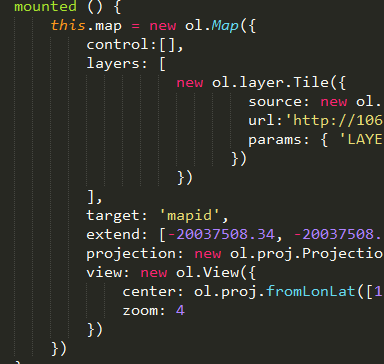 mounted () {
this.map = new ol.Map({
control:[],
layers: [
new ol.layer.Tile({
source: new ol.
url:'http://106
params: { 'LAYE
})
})
],
target: 'mapid',
extend: [-20037508.34, -20037508.
projection: new ol.proj.Projectio
view: new ol.View({
center: ol.proj.fromLonLat([1
zoom: 4
})
})